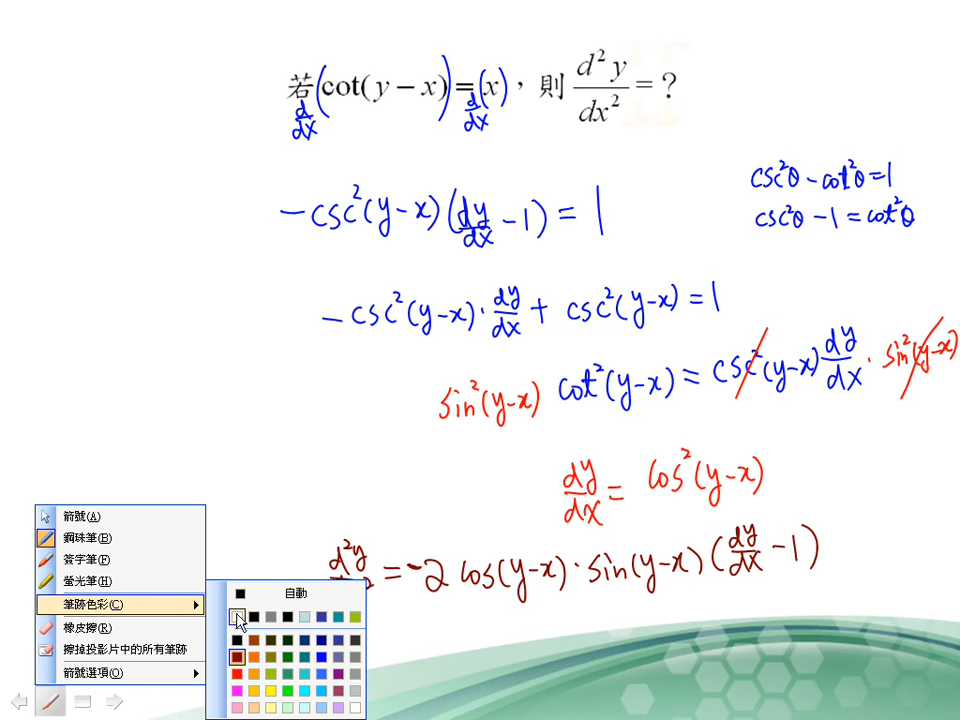 若 cot(y − x) = x，則 d²y/dx² = ?
d/dx d/dx
csc²θ − cot²θ = 1
csc²θ − 1 = cot²θ
−csc²(y−x)(dy/dx − 1) = 1
−csc²(y−x)·dy/dx + csc²(y−x) = 1
sin²(y−x) cot²(y−x) = csc²(y−x) dy/dx · sin²(y−x)
dy/dx = cos²(y−x)
= −2 cos(y−x)·sin(y−x)(dy/dx − 1)
箭號(A)
鋼珠筆(B)
簽字筆(F)
螢光筆(H)
筆跡色彩(C)
自動
橡皮擦(R)
擦掉投影片中的所有筆跡
箭號選項(O)